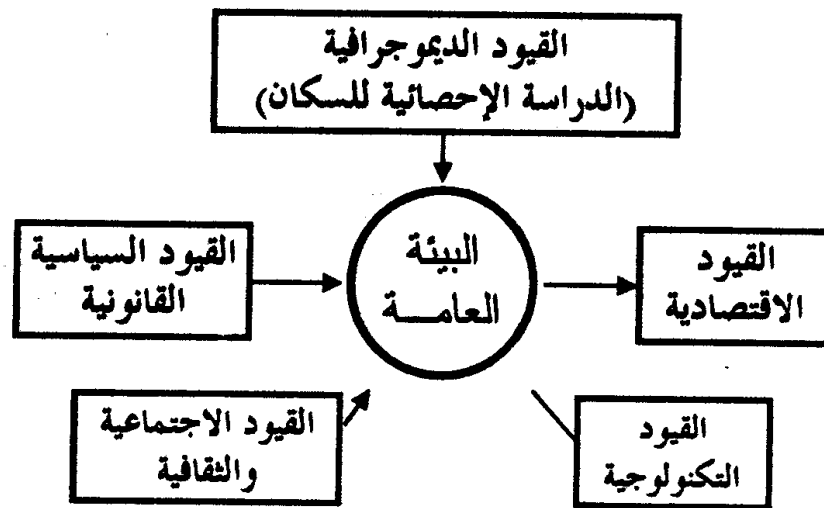 القيود الديموجرافية
(الدراسة الإحصائية للسكان)
القيود السياسية
القانونية
البيئة
العامـــة
القيود
الاقتصادية
القيود الاجتماعية
والثقافية
القيود
التكنولوجية